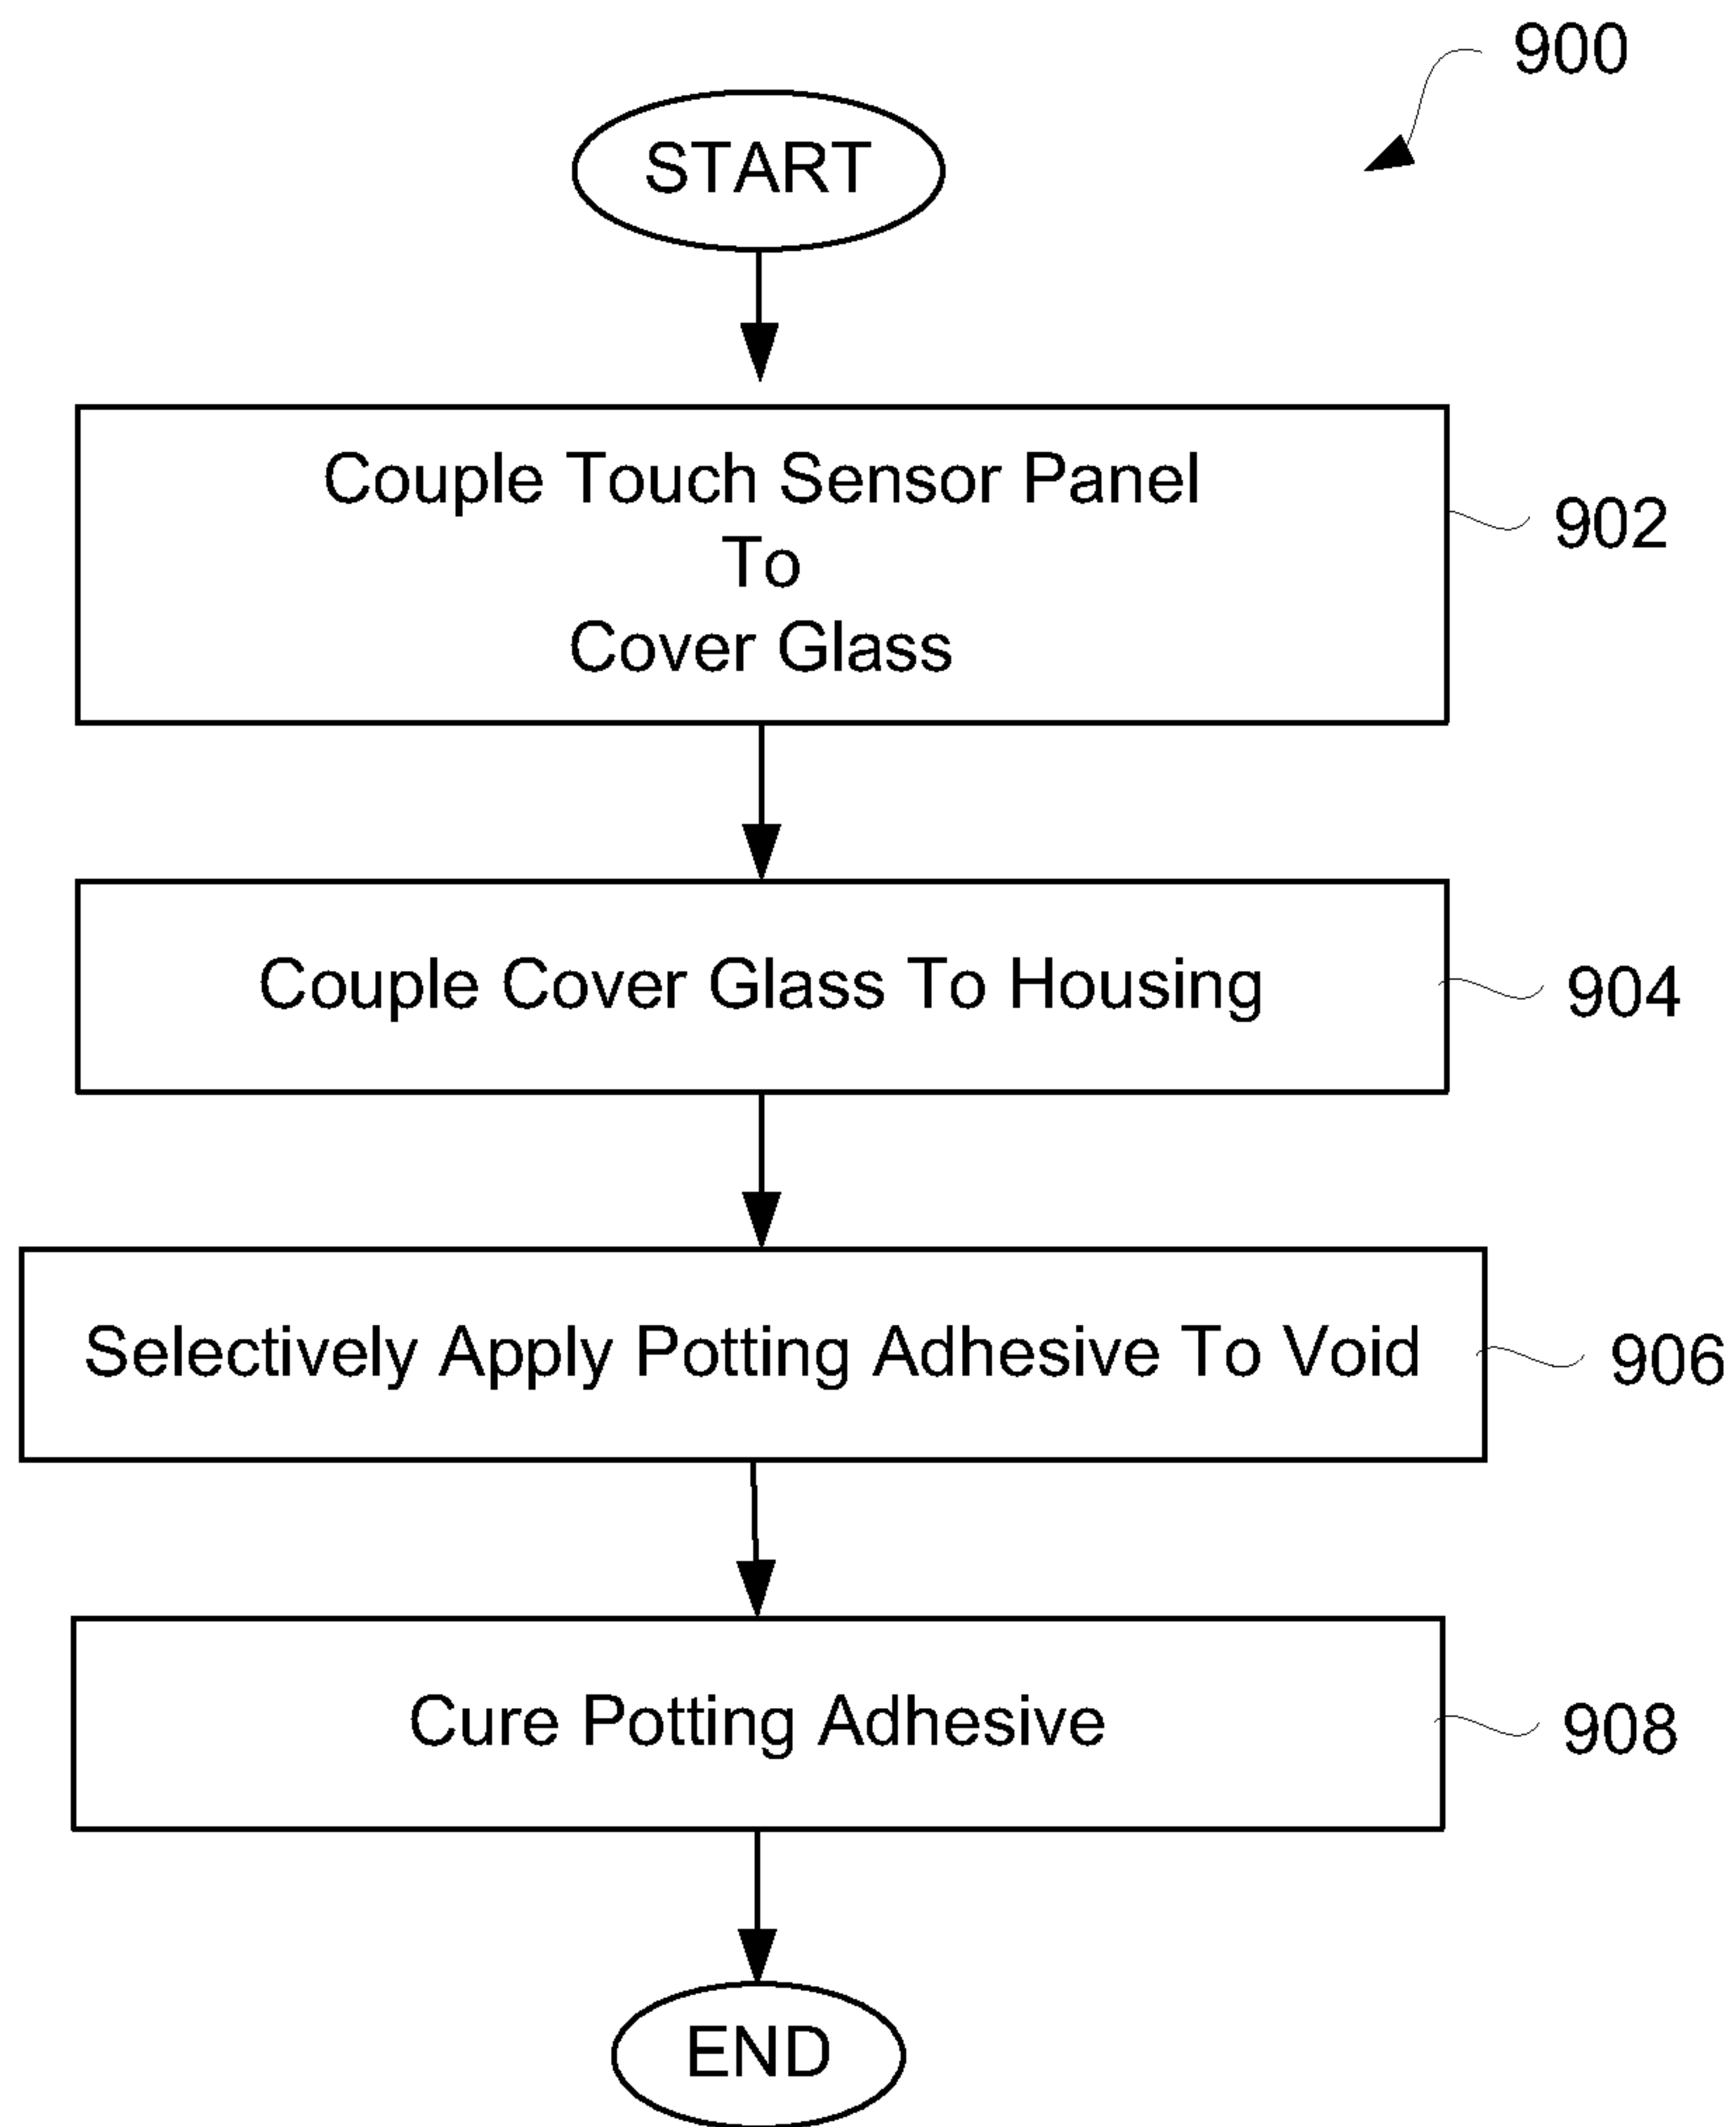 900
START
Couple Touch Sensor Panel
To
Cover Glass
902
Couple Cover Glass To Housing
904
Selectively Apply Potting Adhesive To Void
906
Cure Potting Adhesive
908
END